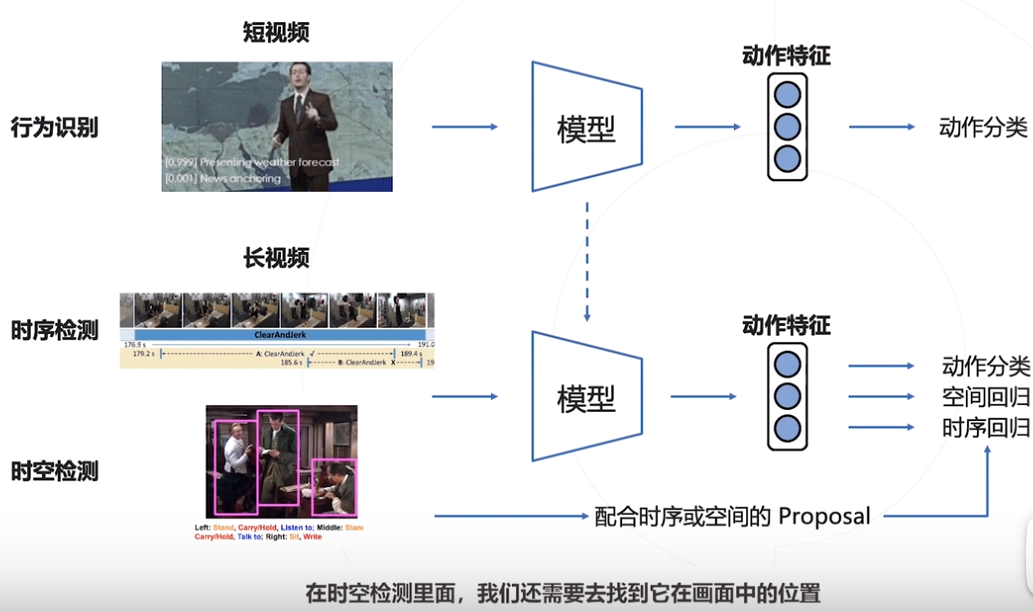 短视频
动作特征
行为识别
[0.999] Presenting weather forecast
[0.001] News anchoring
模型
动作分类
长视频
时序检测
ClearAndJerk
176.9 s
191.0
179.2 s
A: ClearAndJerk
✓
189.4 s
185.6 s
B: ClearAndJerk
X
19
动作特征
模型
动作分类
空间回归
时序回归
时空检测
Left: Stand, Carry/Hold, Listen to; Middle: Stand
Carry/Hold, Talk to; Right: Sit, Write
配合时序或空间的 Proposal
在时空检测里面，我们还需要去找到它在画面中的位置